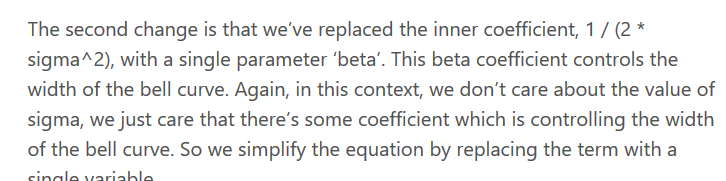 The second change is that we’ve replaced the inner coefficient, 1 / (2 *
sigma^2), with a single parameter ‘beta’. This beta coefficient controls the
width of the bell curve. Again, in this context, we don’t care about the value of
sigma, we just care that there’s some coefficient which is controlling the width
of the bell curve. So we simplify the equation by replacing the term with a
single variable